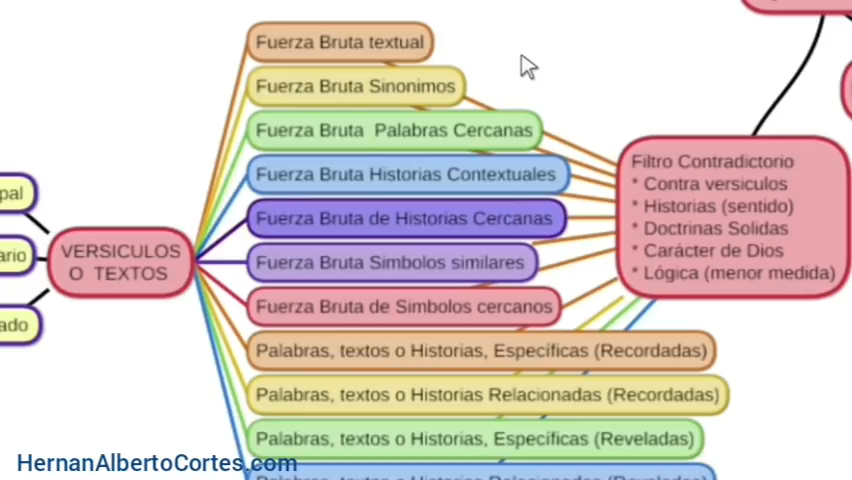 Fuerza Bruta textual
Fuerza Bruta Sinonimos
Fuerza Bruta Palabras Cercanas
Fuerza Bruta Historias Contextuales
Fuerza Bruta de Historias Cercanas
Fuerza Bruta Simbolos similares
Fuerza Bruta de Simbolos cercanos
Palabras, textos o Historias, Específicas (Recordadas)
Palabras, textos o Historias Relacionadas (Recordadas)
Palabras, textos o Historias, Específicas (Reveladas)
VERSICULOS
O TEXTOS
Filtro Contradictorio
* Contra versiculos
* Historias (sentido)
* Doctrinas Solidas
* Carácter de Dios
* Lógica (menor medida)
pal
ario
ado
HernanAlbertoCortes.com